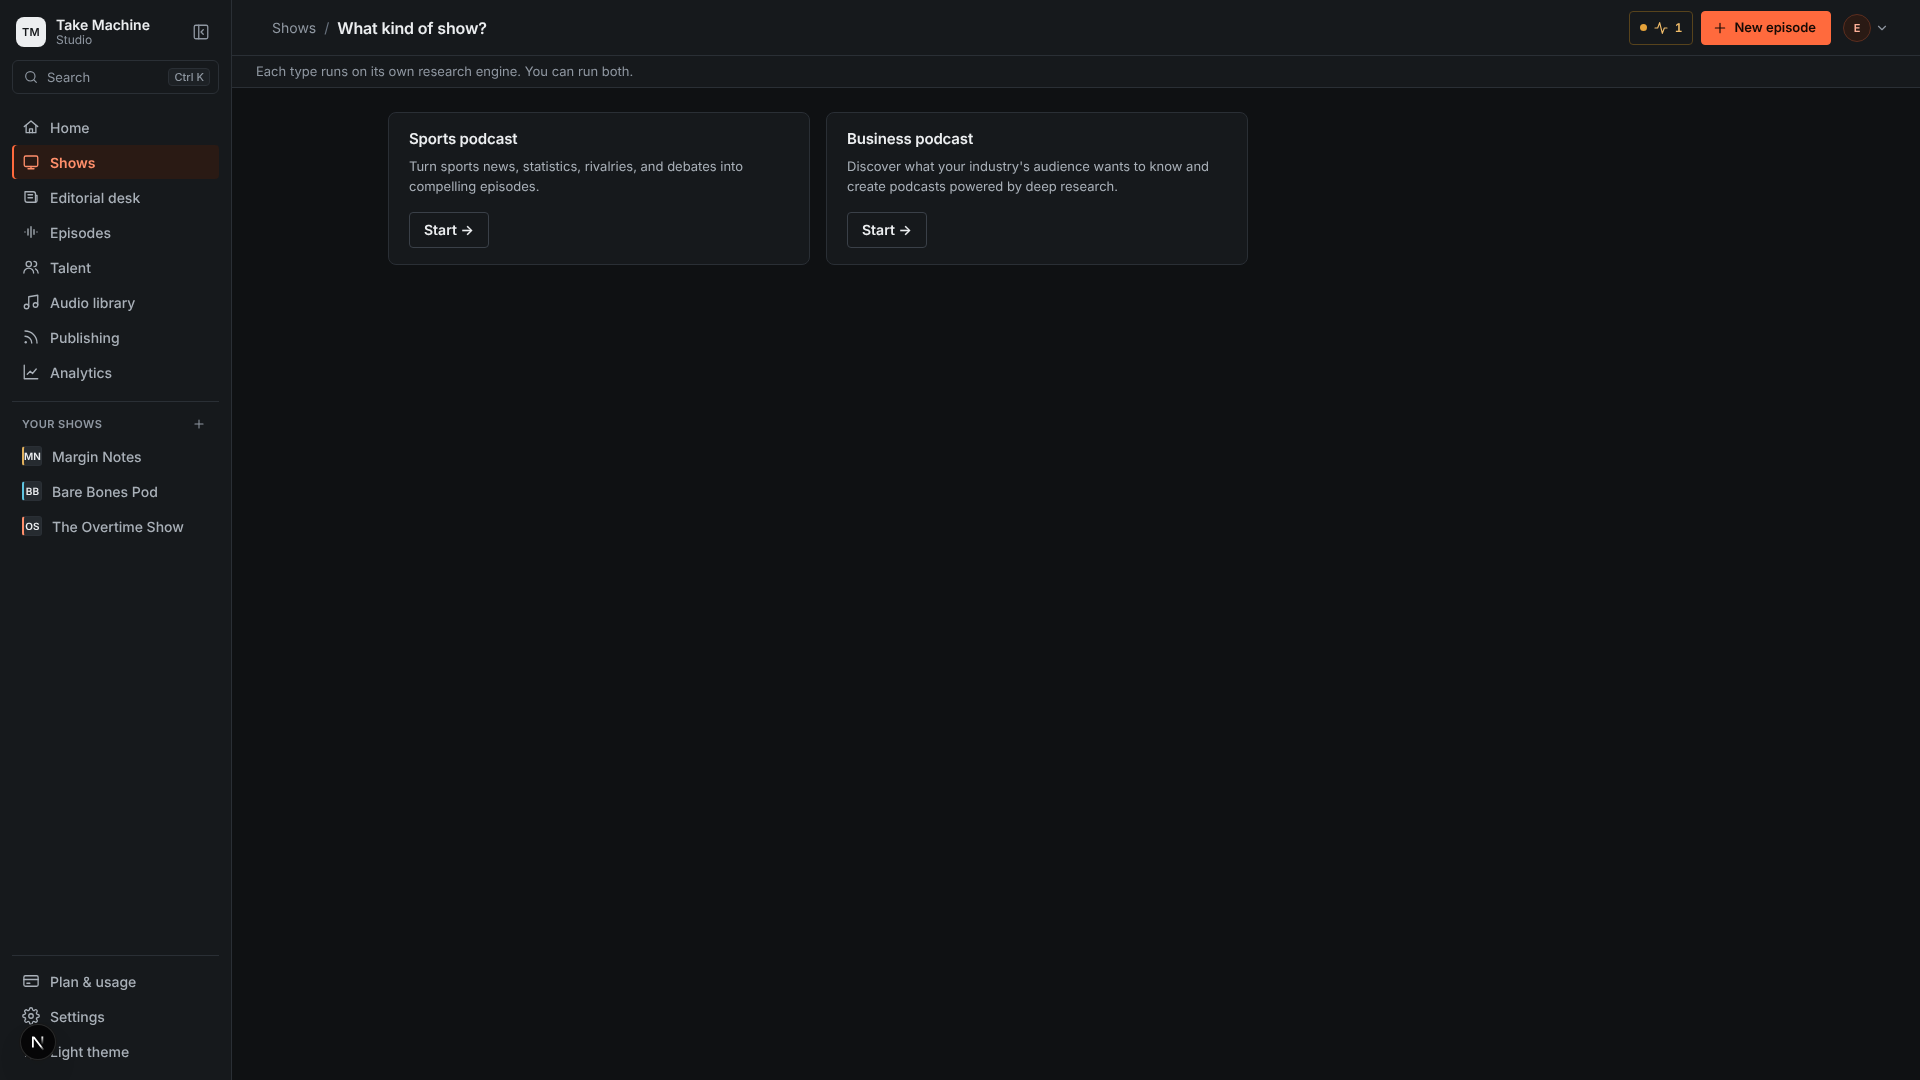 TM
Take Machine
Studio
Search
Ctrl K
Home
Shows
Editorial desk
Episodes
Talent
Audio library
Publishing
Analytics
YOUR SHOWS
MN Margin Notes
BB Bare Bones Pod
OS The Overtime Show
Plan & usage
Settings
N
Light theme
Shows / What kind of show?
1
New episode
E
Each type runs on its own research engine. You can run both.
Sports podcast
Turn sports news, statistics, rivalries, and debates into
compelling episodes.
Start →
Business podcast
Discover what your industry's audience wants to know and
create podcasts powered by deep research.
Start →